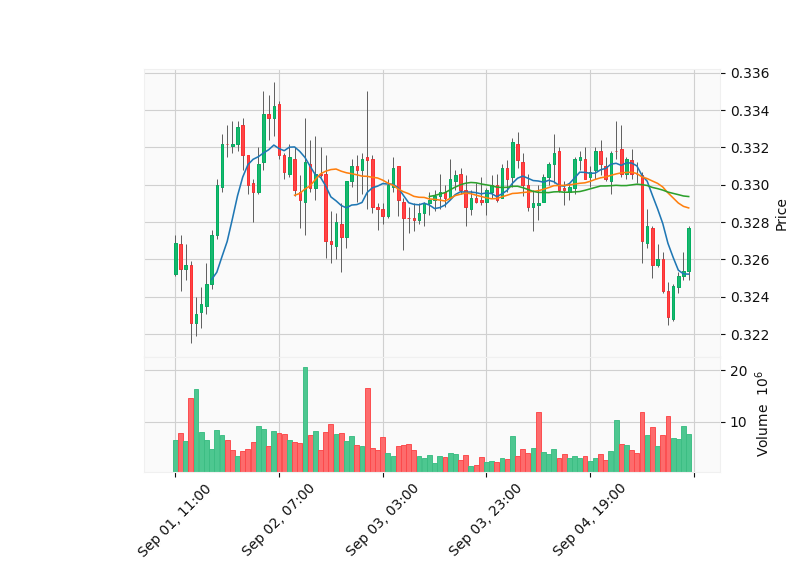 0.336
0.334
0.332
0.330
0.328
0.326
0.324
0.322
Price
20
10
Volume 10^6
Sep 01, 11:00
Sep 02, 07:00
Sep 03, 03:00
Sep 03, 23:00
Sep 04, 19:00